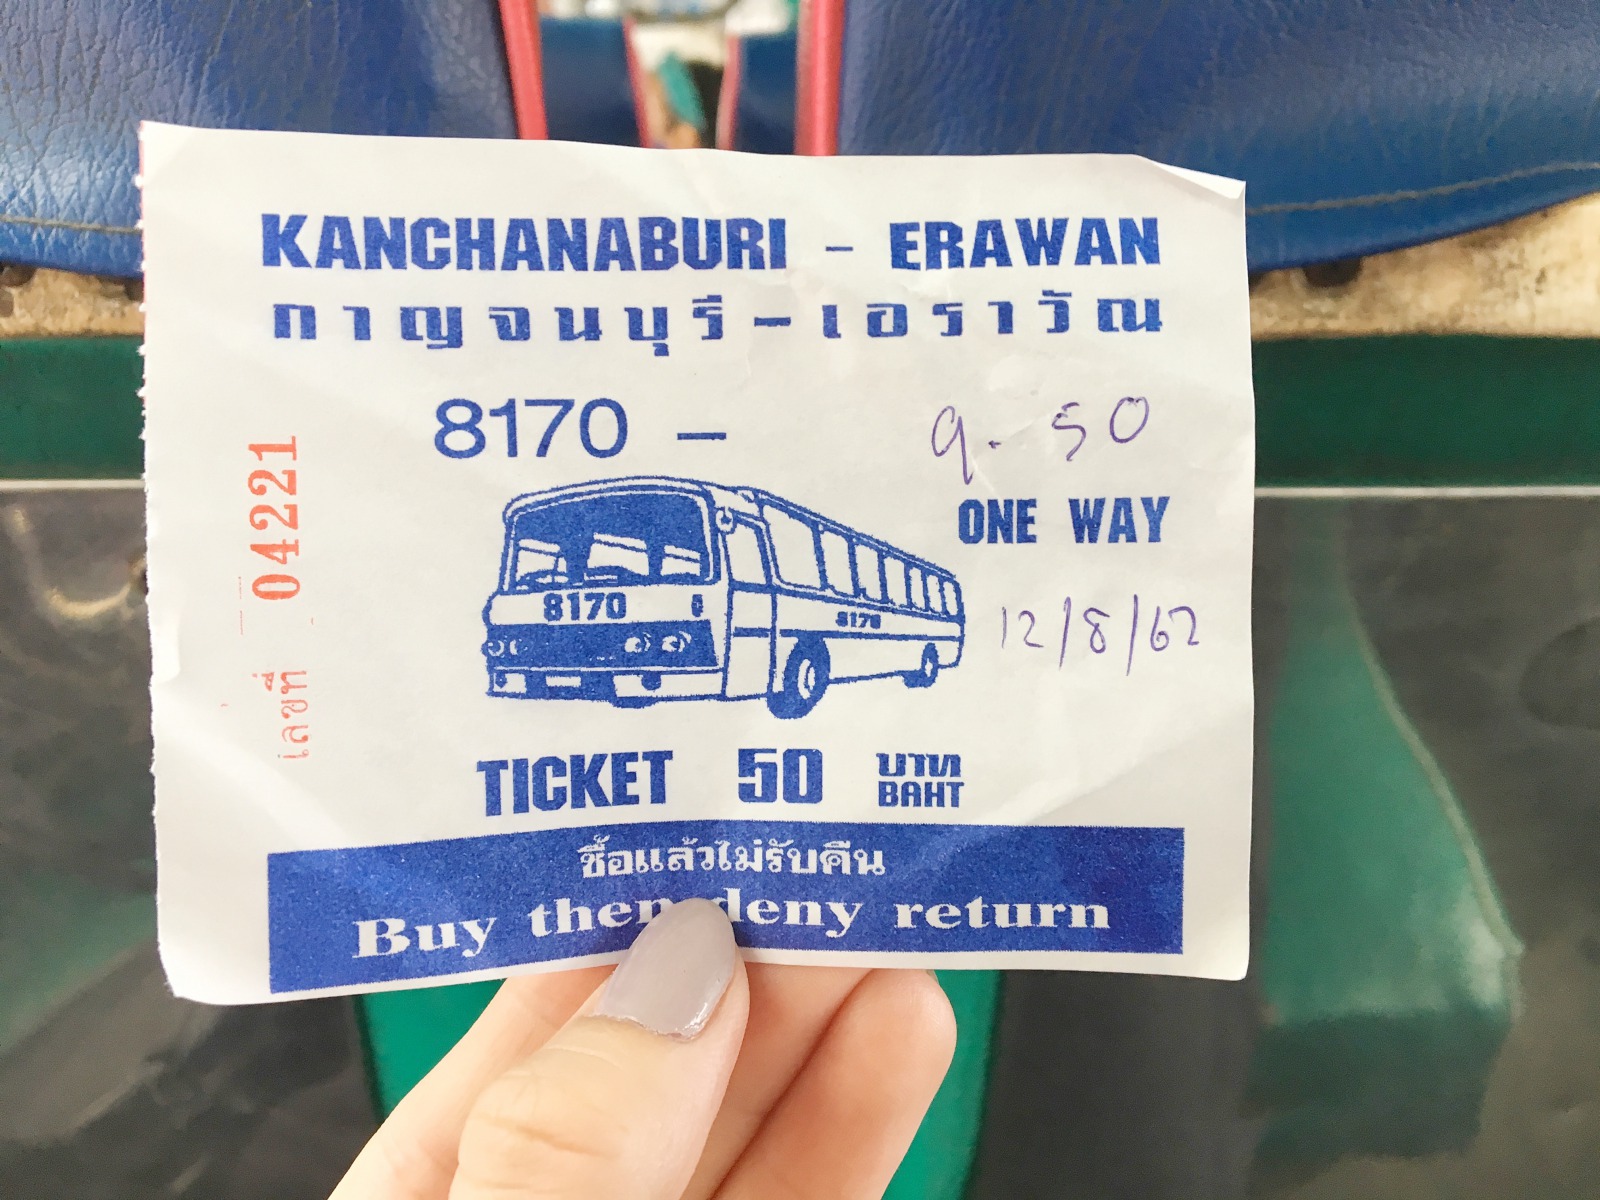 KANCHANABURI - ERAWAN
กาญจนบุรี - เอราวัณ
8170 -
9.50
ONE WAY
เลขที่ 04221
8170
8170
12/8/62
TICKET 50 บาท BAHT
ซื้อแล้วไม่รับคืน
Buy then deny return